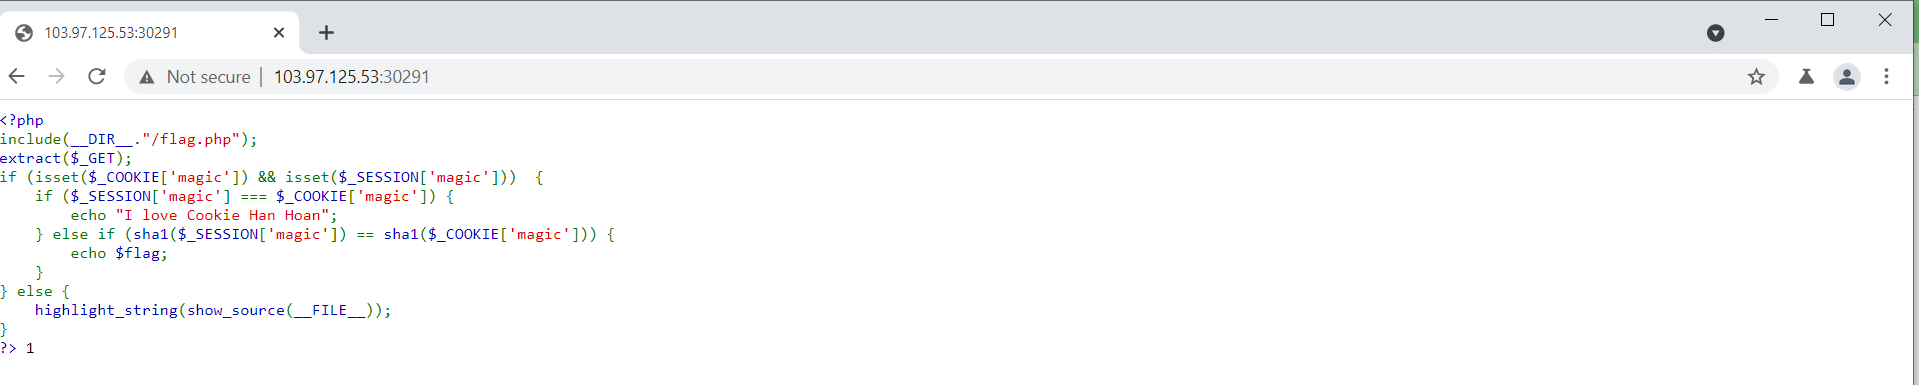 103.97.125.53:30291
Not secure | 103.97.125.53:30291
<?php
include(__DIR__."/flag.php");
extract($_GET);
if (isset($_COOKIE['magic']) && isset($_SESSION['magic']))  {
    if ($_SESSION['magic'] === $_COOKIE['magic']) {
        echo "I love Cookie Han Hoan";
    } else if (sha1($_SESSION['magic']) == sha1($_COOKIE['magic'])) {
        echo $flag;
    }
} else {
    highlight_string(show_source(__FILE__));
}
?> 1